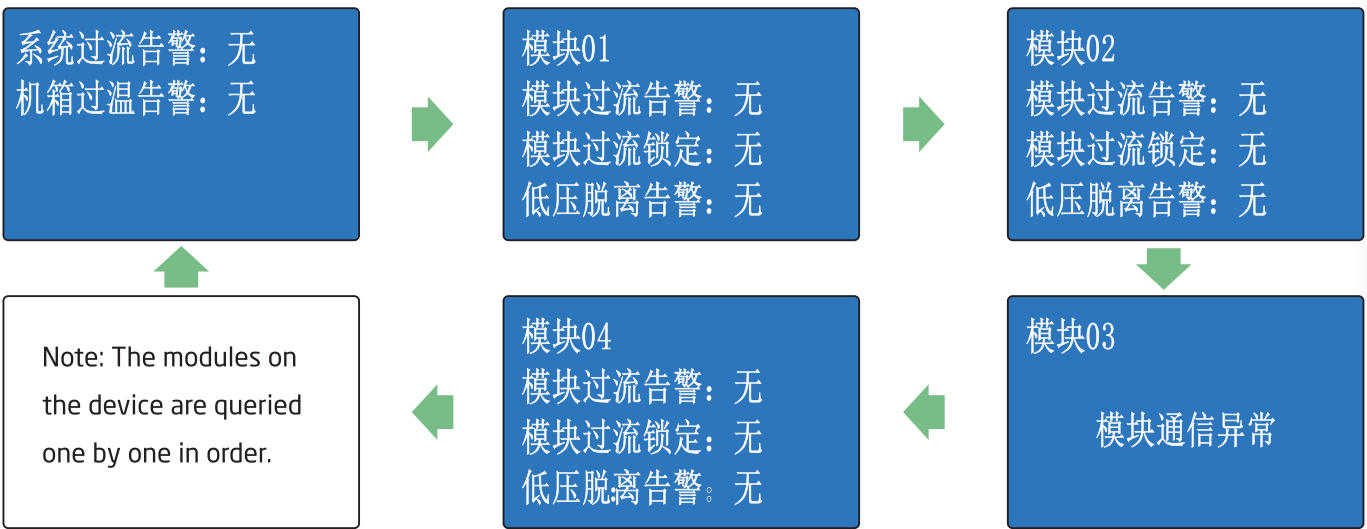 系统过流告警：无
机箱过温告警：无
模块01
模块过流告警：无
模块过流锁定：无
低压脱离告警：无
模块02
模块过流告警：无
模块过流锁定：无
低压脱离告警：无
模块03
模块通信异常
模块04
模块过流告警：无
模块过流锁定：无
低压脱离告警：无
Note: The modules on
the device are queried
one by one in order.